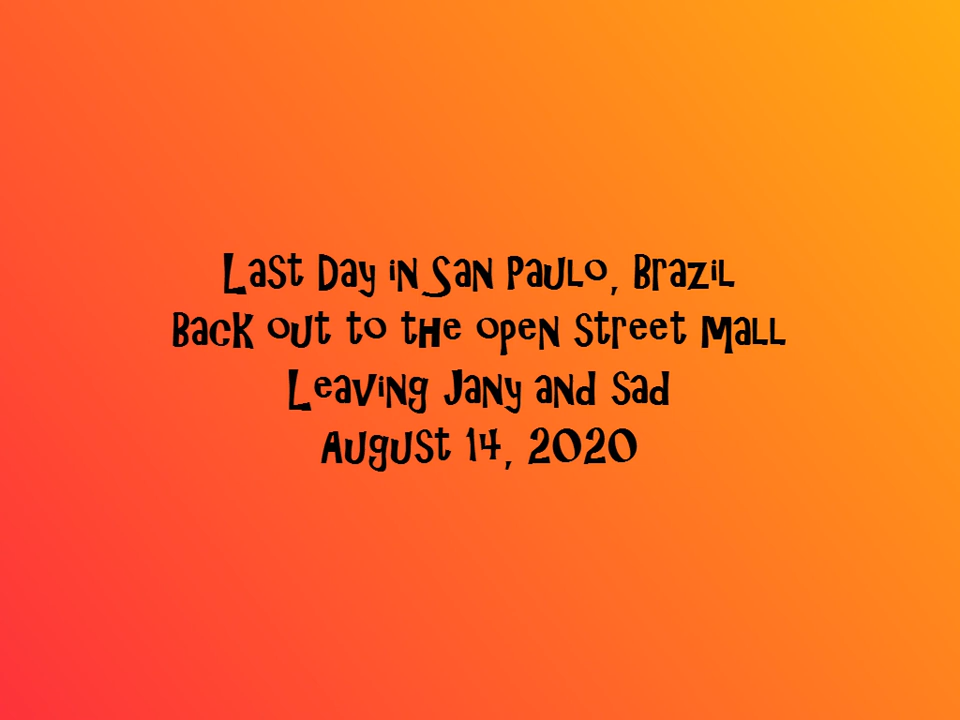 Last Day in San Paulo, Brazil
Back out to the open street Mall
Leaving Jany and sad
August 14, 2020